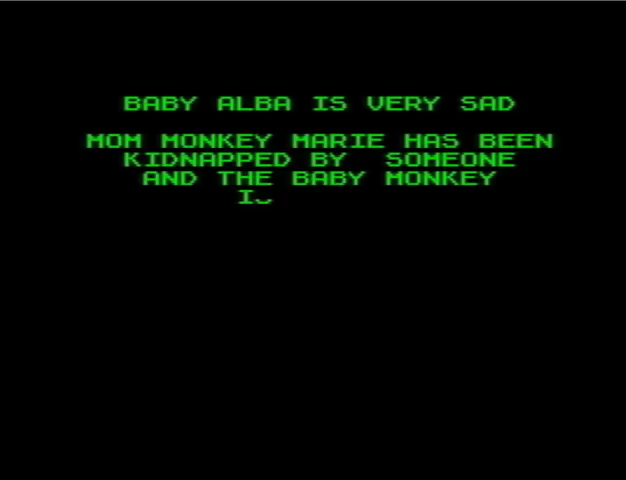 BABY ALBA IS VERY SAD
MOM MONKEY MARIE HAS BEEN
KIDNAPPED BY  SOMEONE
AND THE BABY MONKEY